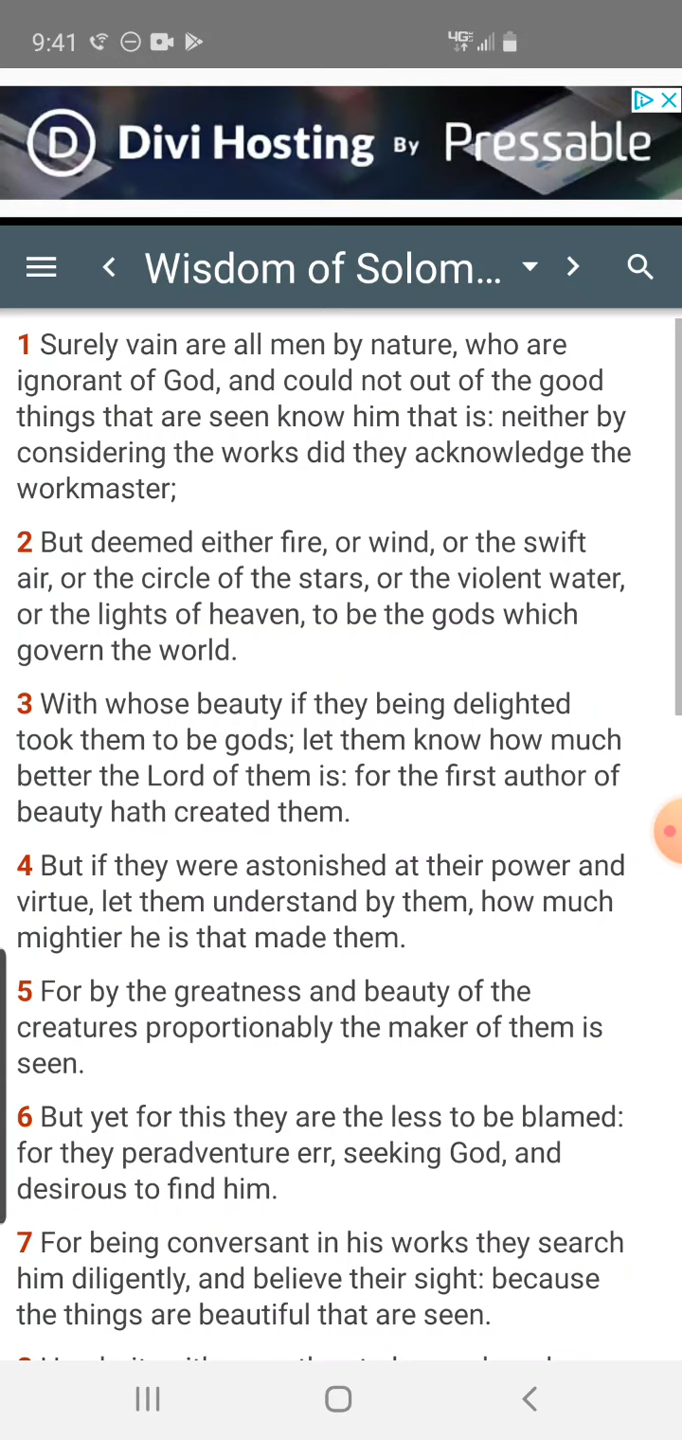 9:41
4G
Divi Hosting By Pressable
Wisdom of Solom...
1 Surely vain are all men by nature, who are
ignorant of God, and could not out of the good
things that are seen know him that is: neither by
considering the works did they acknowledge the
workmaster;
2 But deemed either fire, or wind, or the swift
air, or the circle of the stars, or the violent water,
or the lights of heaven, to be the gods which
govern the world.
3 With whose beauty if they being delighted
took them to be gods; let them know how much
better the Lord of them is: for the first author of
beauty hath created them.
4 But if they were astonished at their power and
virtue, let them understand by them, how much
mightier he is that made them.
5 For by the greatness and beauty of the
creatures proportionably the maker of them is
seen.
6 But yet for this they are the less to be blamed:
for they peradventure err, seeking God, and
desirous to find him.
7 For being conversant in his works they search
him diligently, and believe their sight: because
the things are beautiful that are seen.